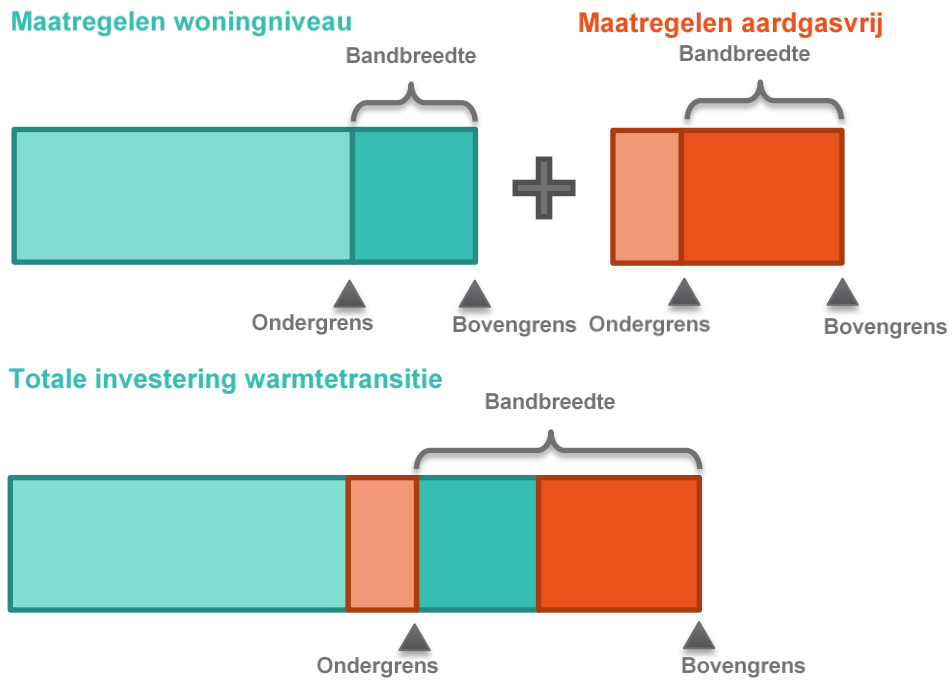 Maatregelen woningniveau
Maatregelen aardgasvrij
Bandbreedte
Bandbreedte
Ondergrens
Bovengrens
Ondergrens
Bovengrens
Totale investering warmtetransitie
Bandbreedte
Ondergrens
Bovengrens